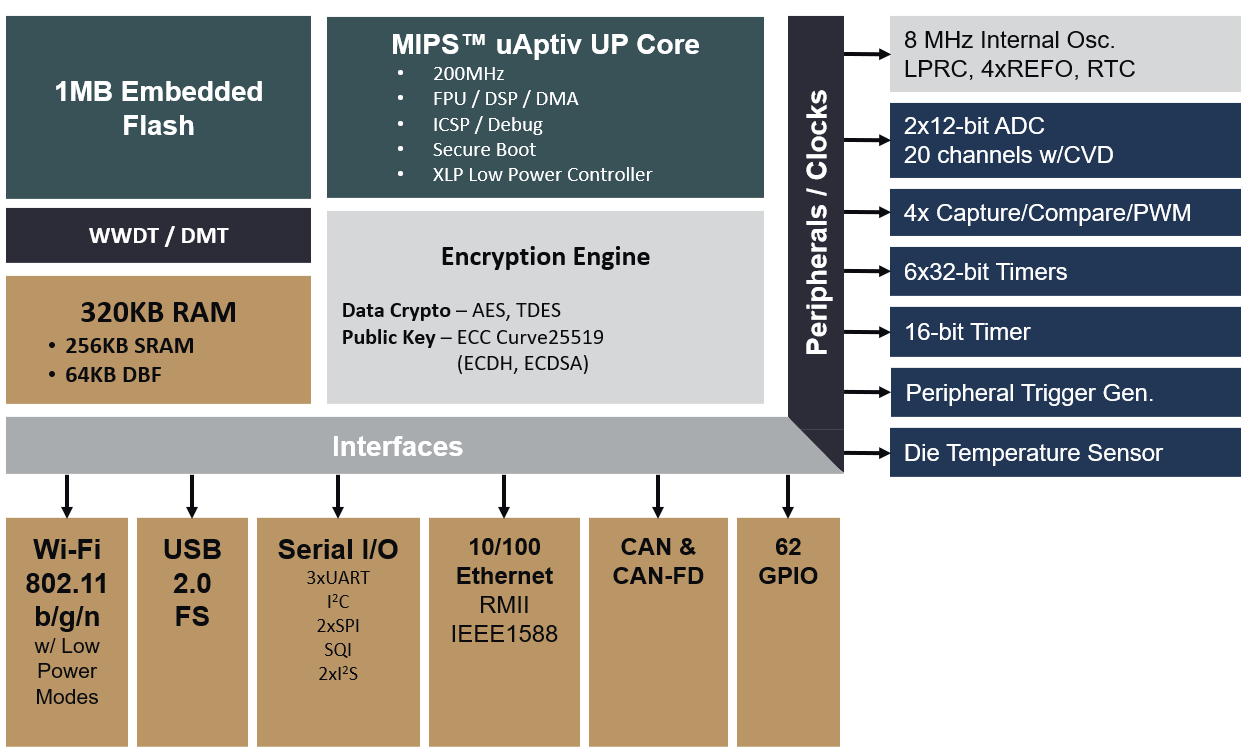 1MB Embedded
Flash
MIPS™ uAptiv UP Core
• 200MHz
• FPU / DSP / DMA
• ICSP / Debug
• Secure Boot
• XLP Low Power Controller
WWDT / DMT
320KB RAM
• 256KB SRAM
• 64KB DBF
Encryption Engine
Data Crypto – AES, TDES
Public Key – ECC Curve25519
(ECDH, ECDSA)
Peripherals / Clocks
8 MHz Internal Osc.
LPRC, 4xREFO, RTC
2x12-bit ADC
20 channels w/CVD
4x Capture/Compare/PWM
6x32-bit Timers
16-bit Timer
Peripheral Trigger Gen.
Die Temperature Sensor
Interfaces
Wi-Fi
802.11
b/g/n
w/ Low
Power
Modes
USB
2.0
FS
Serial I/O
3xUART
I²C
2xSPI
SQI
2xI²S
10/100
Ethernet
RMII
IEEE1588
CAN &
CAN-FD
62
GPIO